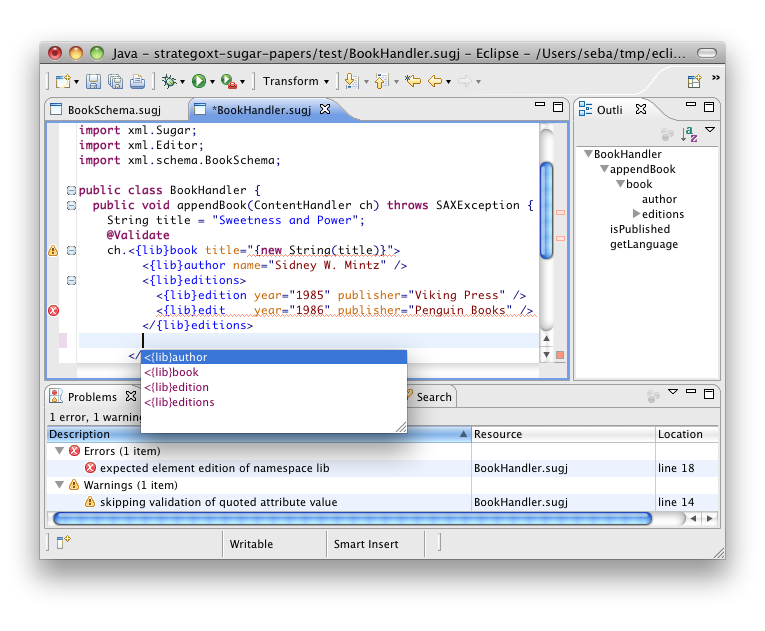 Java - strategoxt-sugar-papers/test/BookHandler.sugj - Eclipse - /Users/seba/tmp/ecli...
Transform
BookSchema.sugj
*BookHandler.sugj
import xml.Sugar;
import xml.Editor;
import xml.schema.BookSchema;
public class BookHandler {
public void appendBook(ContentHandler ch) throws SAXException {
String title = "Sweetness and Power";
@Validate
ch.<{lib}book title="{new String(title)}">
<{lib}author name="Sidney W. Mintz" />
<{lib}editions>
<{lib}edition year="1985" publisher="Viking Press" />
<{lib}edit    year="1986" publisher="Penguin Books" />
</{lib}editions>
</
<{lib}author
<{lib}book
<{lib}edition
<{lib}editions
Outli
BookHandler
appendBook
book
author
editions
isPublished
getLanguage
Problems
Search
1 error, 1 warnin
Description Resource Location
Errors (1 item)
expected element edition of namespace lib BookHandler.sugj line 18
Warnings (1 item)
skipping validation of quoted attribute value BookHandler.sugj line 14
Writable Smart Insert